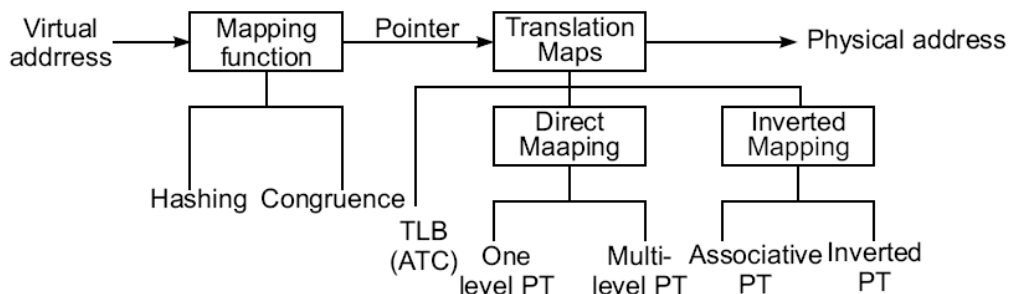 Virtual
addrress
Mapping
function
Pointer
Translation
Maps
Physical address
Hashing
Congruence
TLB
(ATC)
Direct
Maaping
Inverted
Mapping
One
level PT
Multi-
level PT
Associative
PT
Inverted
PT